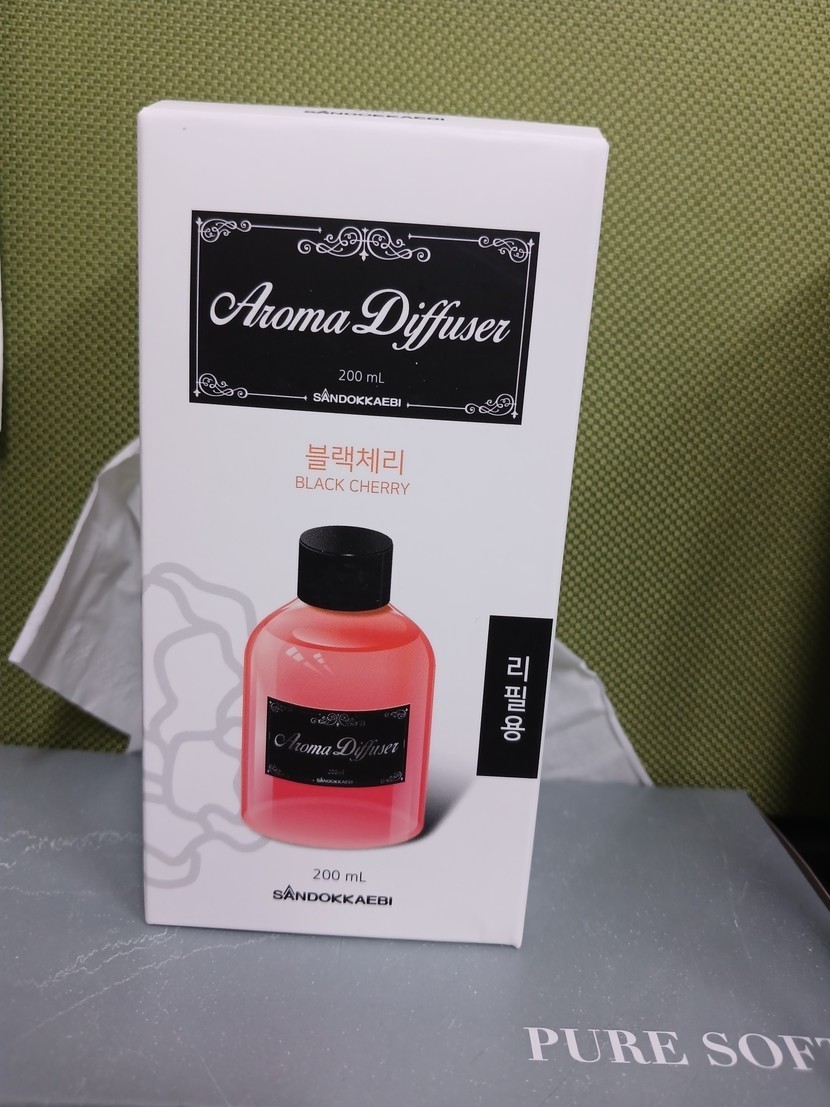 SANDOKKAEBI
Aroma Diffuser
200 mL
SANDOKKAEBI
블랙체리
BLACK CHERRY
리필용
Aroma Diffuser
200ml
SANDOKKAEBI
200 mL
SANDOKKAEBI
PURE SOFT